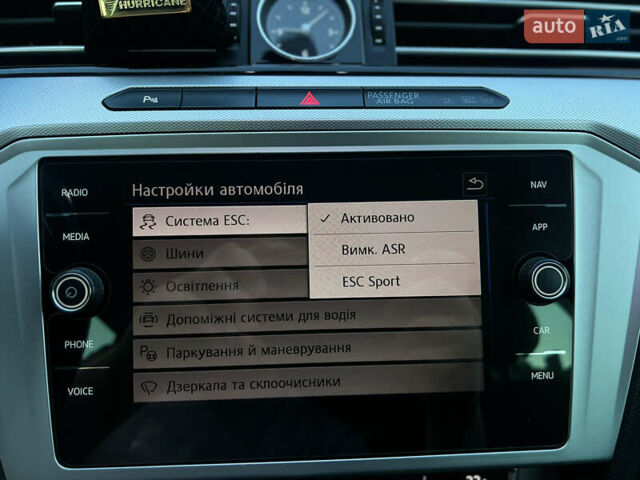 HURRICANE
auto RIA
.com
PASSENGER
AIR BAG
RADIO
MEDIA
PHONE
VOICE
Настройки автомобіля
Система ESC:
Шини
Освітлення
Допоміжні системи для водія
Паркування й маневрування
Дзеркала та склоочисники
✓ Активовано
Вимк. ASR
ESC Sport
NAV
APP
CAR
MENU